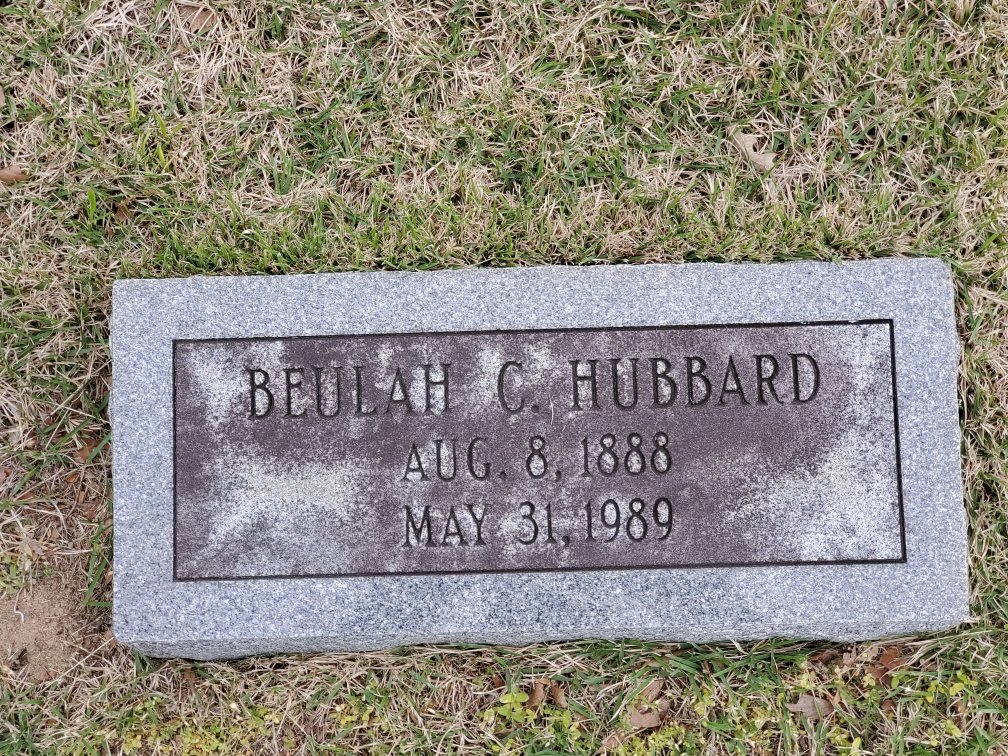 BEULAH C. HUBBARD
AUG. 8, 1888
MAY 31, 1989